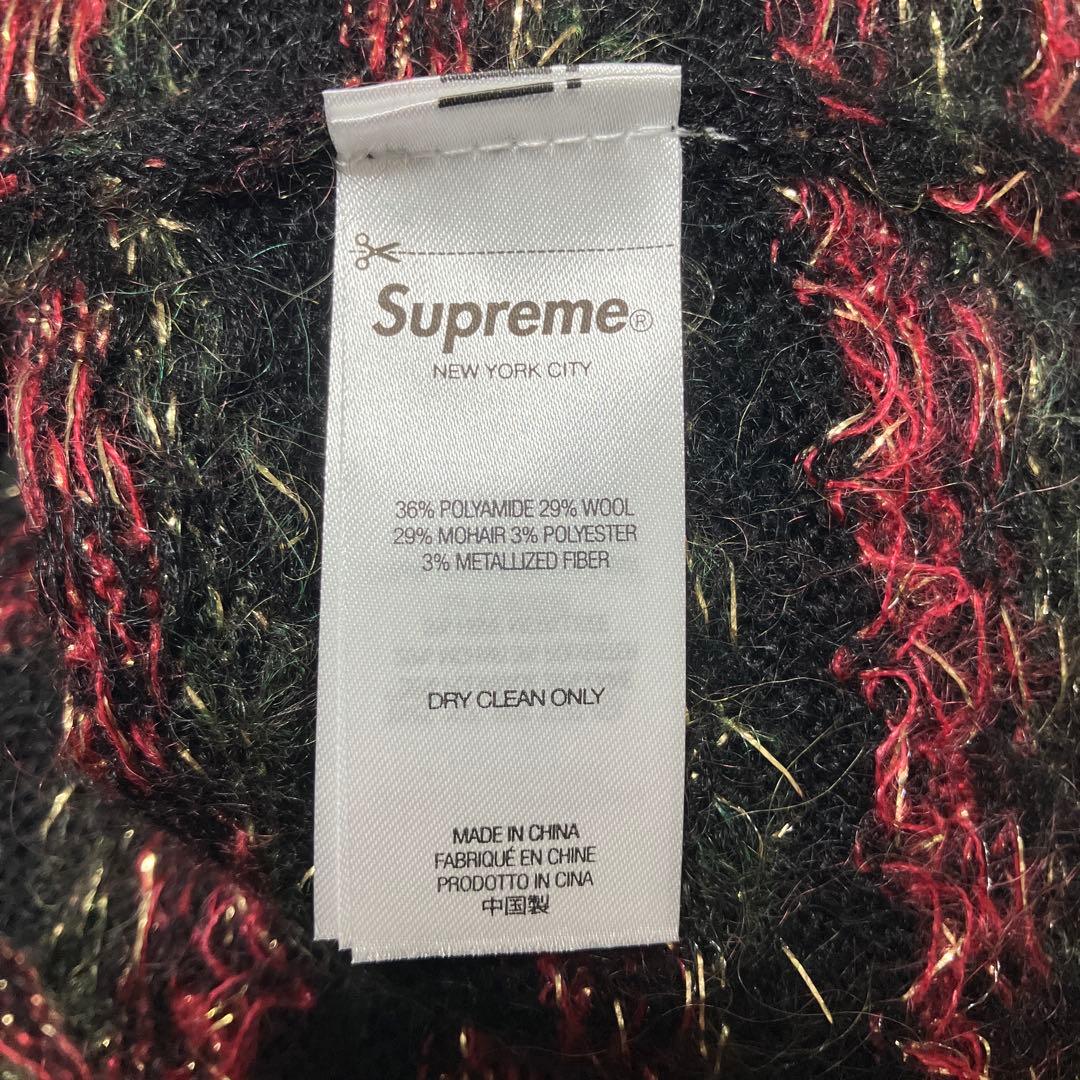 Supreme®
NEW YORK CITY
36% POLYAMIDE 29% WOOL
29% MOHAIR 3% POLYESTER
3% METALLIZED FIBER
DRY CLEAN ONLY
MADE IN CHINA
FABRIQUÉ EN CHINE
PRODOTTO IN CINA
中国製